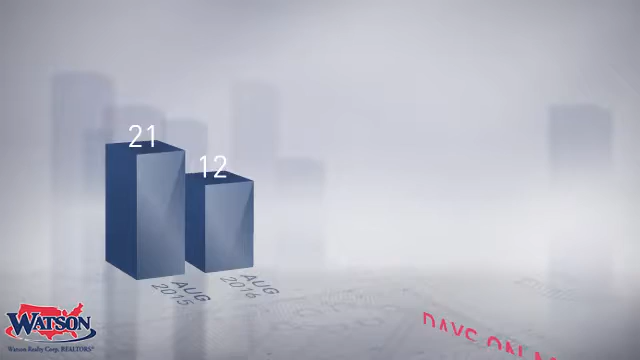 21
12
AUG
2015
AUG
2016
DAYS ON
WATSON
Watson Realty Corp. REALTORS®